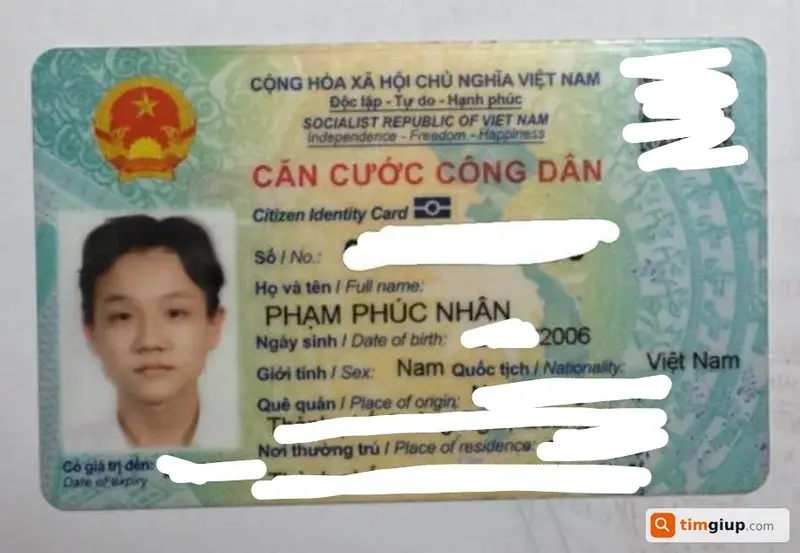 CỘNG HÒA XÃ HỘI CHỦ NGHĨA VIỆT NAM
Độc lập - Tự do - Hạnh phúc
SOCIALIST REPUBLIC OF VIET NAM
Independence - Freedom - Happiness
CĂN CƯỚC CÔNG DÂN
Citizen Identity Card
Số / No.:
Họ và tên / Full name:
PHẠM PHÚC NHÂN
Ngày sinh / Date of birth: 2006
Giới tính / Sex: Nam Quốc tịch / Nationality: Việt Nam
Quê quán / Place of origin:
Nơi thường trú / Place of residence:
Có giá trị đến:
Date of expiry
timgiup.com